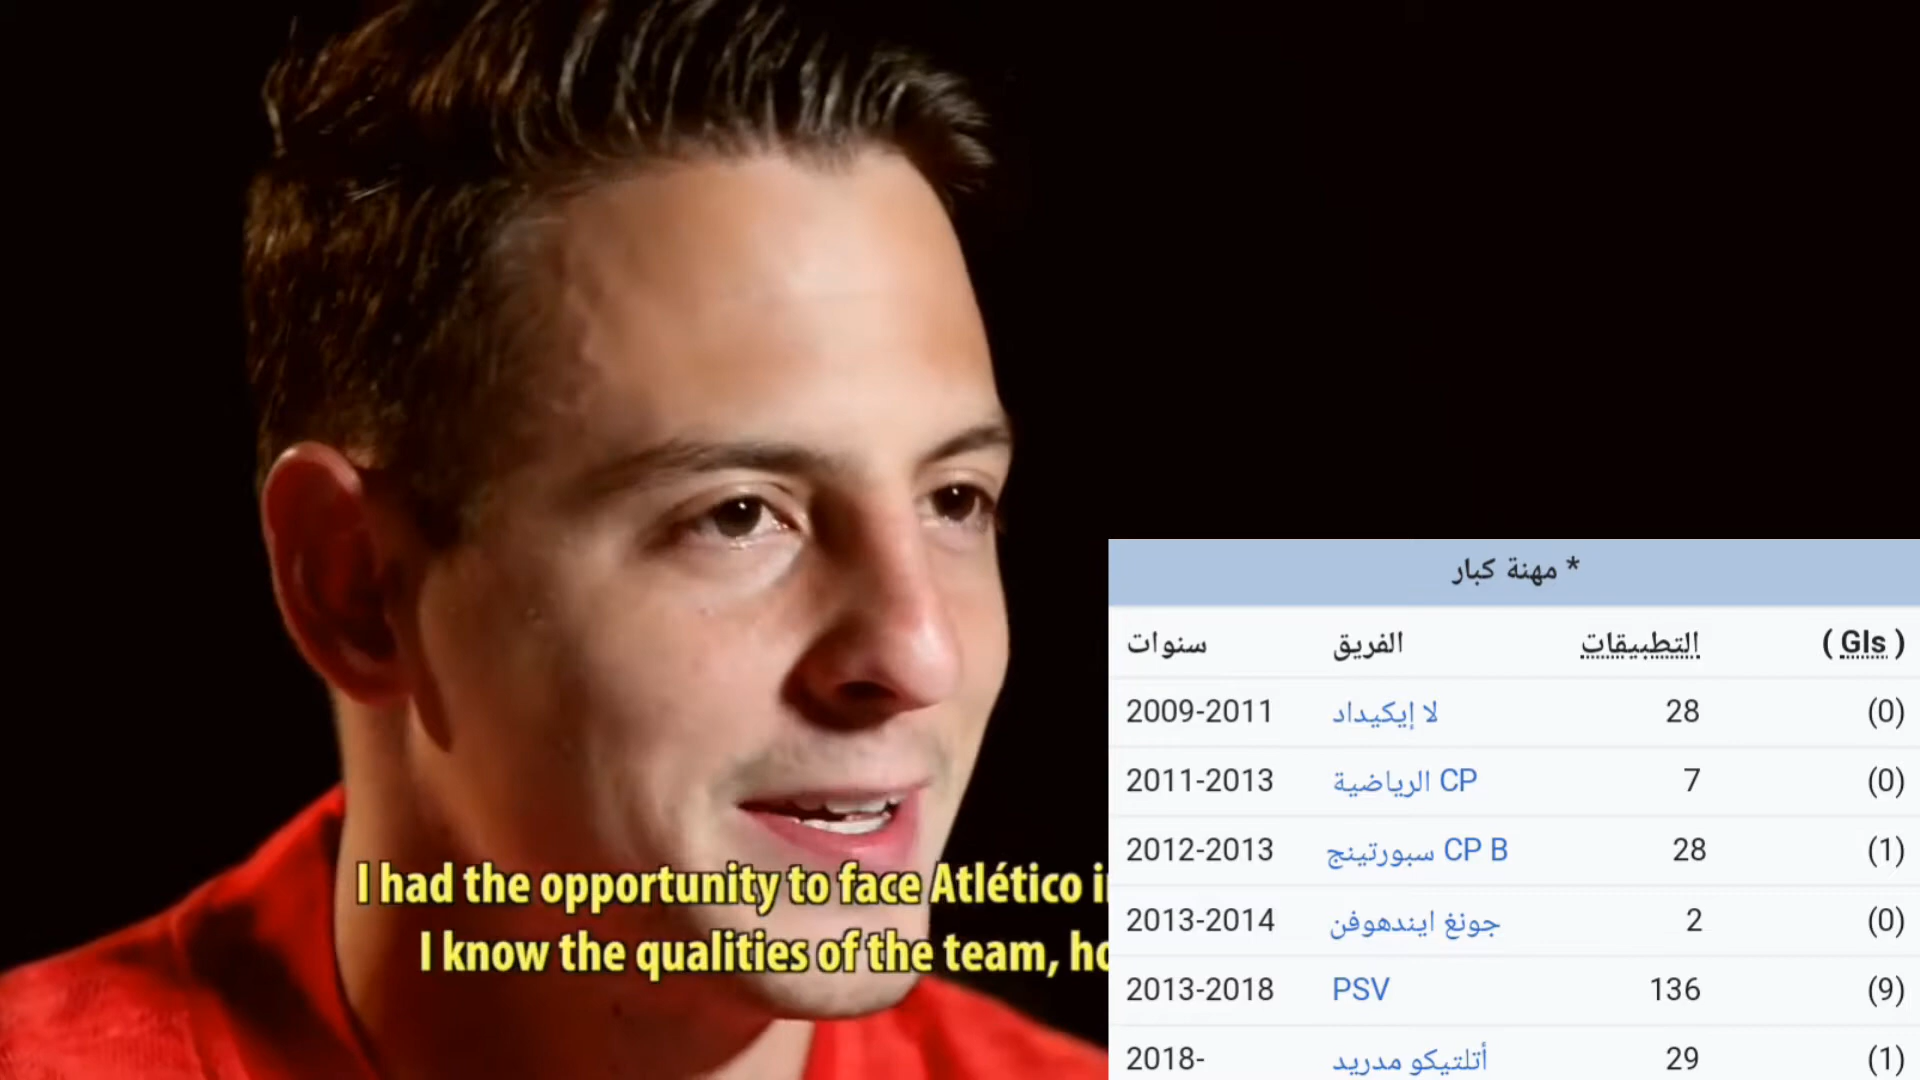 I had the opportunity to face Atlético
I know the qualities of the team,
* مهنة كبار
سنوات الفريق التطبيقات ( Gls )
2009-2011 لا إيكيداد 28 (0)
2011-2013 الرياضية CP 7 (0)
2012-2013 سبورتينج CP B 28 (1)
2013-2014 جونغ ايندهوفن 2 (0)
2013-2018 PSV 136 (9)
2018- أتلتيكو مدريد 29 (1)